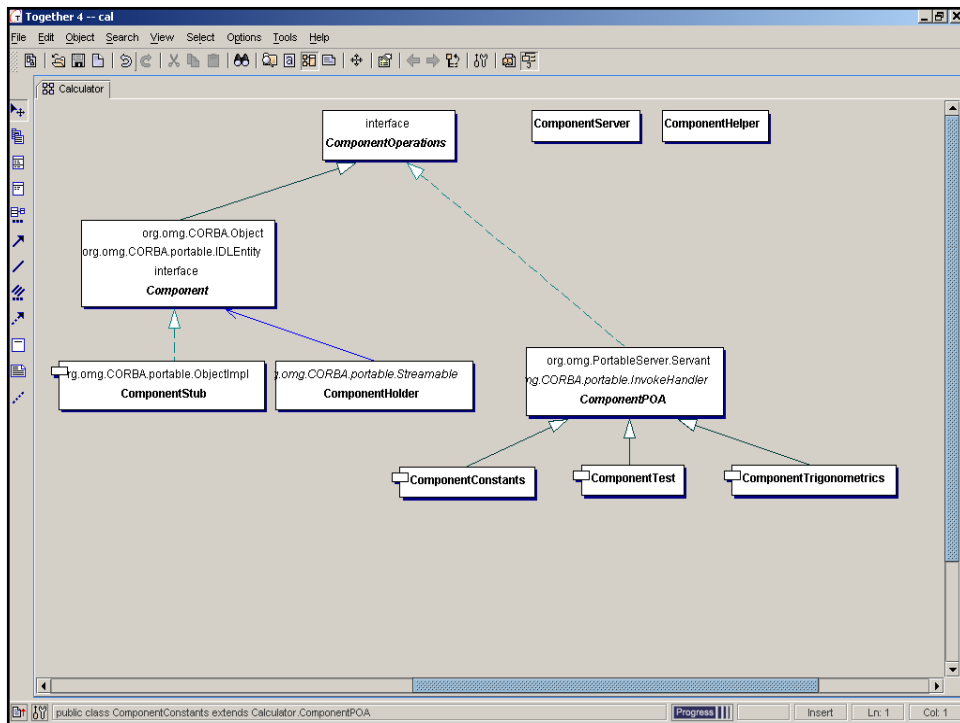 Together 4 -- cal
File Edit Object Search View Select Options Tools Help
Calculator
interface
ComponentOperations
ComponentServer
ComponentHelper
org.omg.CORBA.Object
org.omg.CORBA.portable.IDLEntity
interface
Component
rg.omg.CORBA.portable.ObjectImpl
ComponentStub
g.omg.CORBA.portable.Streamable
ComponentHolder
org.omg.PortableServer.Servant
mg.CORBA.portable.InvokeHandler
ComponentPOA
ComponentConstants
ComponentTest
ComponentTrigonometrics
public class ComponentConstants extends Calculator.ComponentPOA
Progress
Insert
Ln: 1
Col: 1